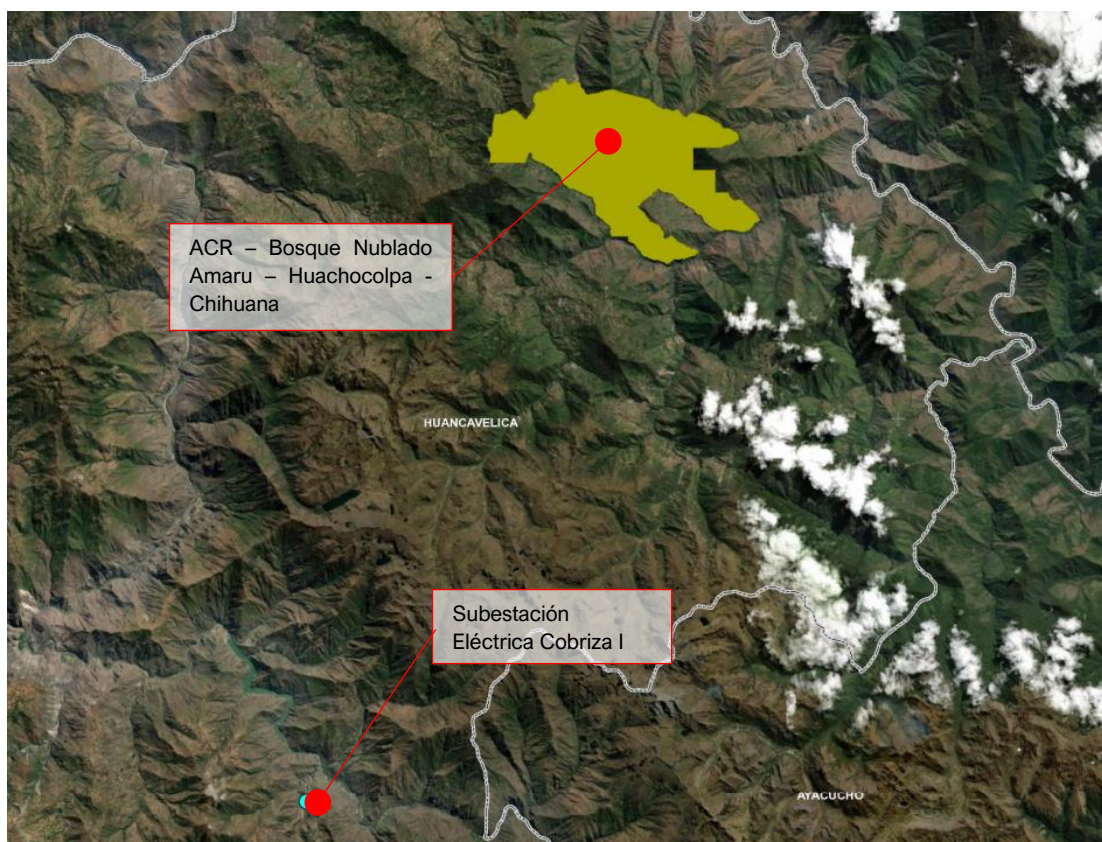 ACR – Bosque Nublado
Amaru – Huachocolpa -
Chihuana
HUANCAVELICA
Subestación
Eléctrica Cobriza I
AYACUCHO